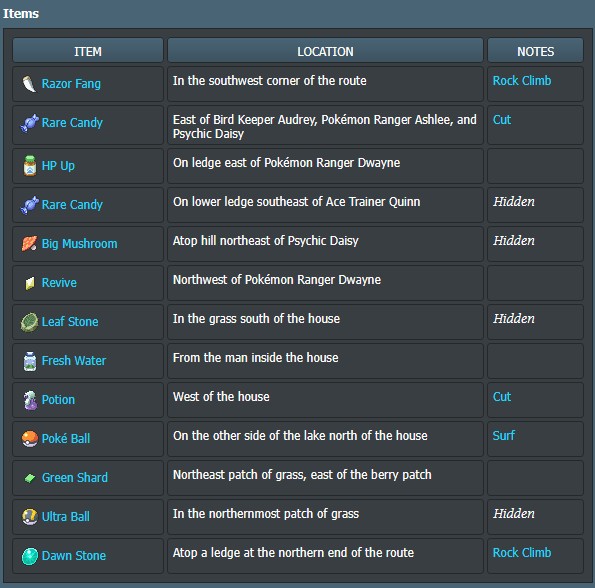 Items
ITEM LOCATION NOTES
Razor Fang In the southwest corner of the route Rock Climb
Rare Candy East of Bird Keeper Audrey, Pokémon Ranger Ashlee, and Cut
Psychic Daisy
HP Up On ledge east of Pokémon Ranger Dwayne
Rare Candy On lower ledge southeast of Ace Trainer Quinn Hidden
Big Mushroom Atop hill northeast of Psychic Daisy Hidden
Revive Northwest of Pokémon Ranger Dwayne
Leaf Stone In the grass south of the house Hidden
Fresh Water From the man inside the house
Potion West of the house Cut
Poké Ball On the other side of the lake north of the house Surf
Green Shard Northeast patch of grass, east of the berry patch
Ultra Ball In the northernmost patch of grass Hidden
Dawn Stone Atop a ledge at the northern end of the route Rock Climb